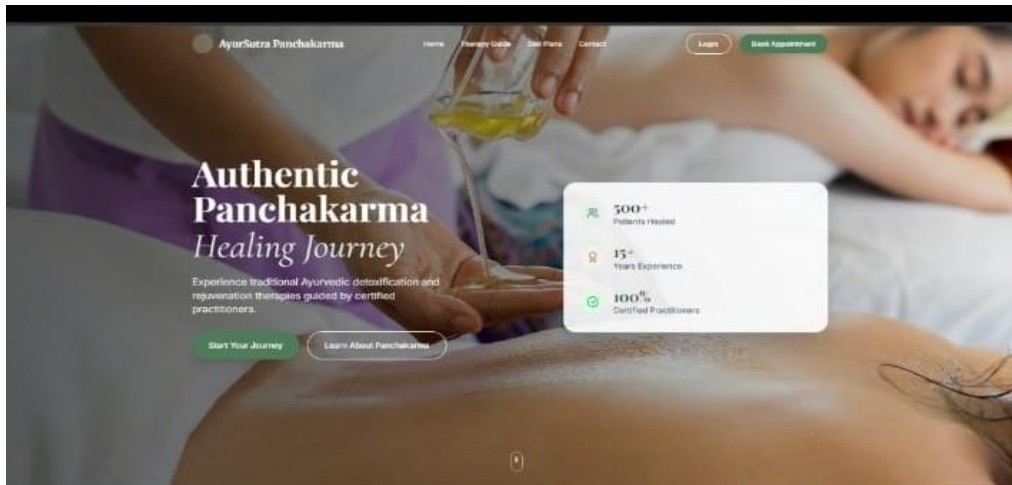 AyurSutra Panchakarma
Home Therapy Guide Diet Plans Contact
Login Book Appointment
Authentic
Panchakarma
Healing Journey
Experience traditional Ayurvedic detoxification and
rejuvenation therapies guided by certified
practitioners.
Start Your Journey Learn About Panchakarma
500+
Patients Healed
15+
Years Experience
100%
Certified Practitioners